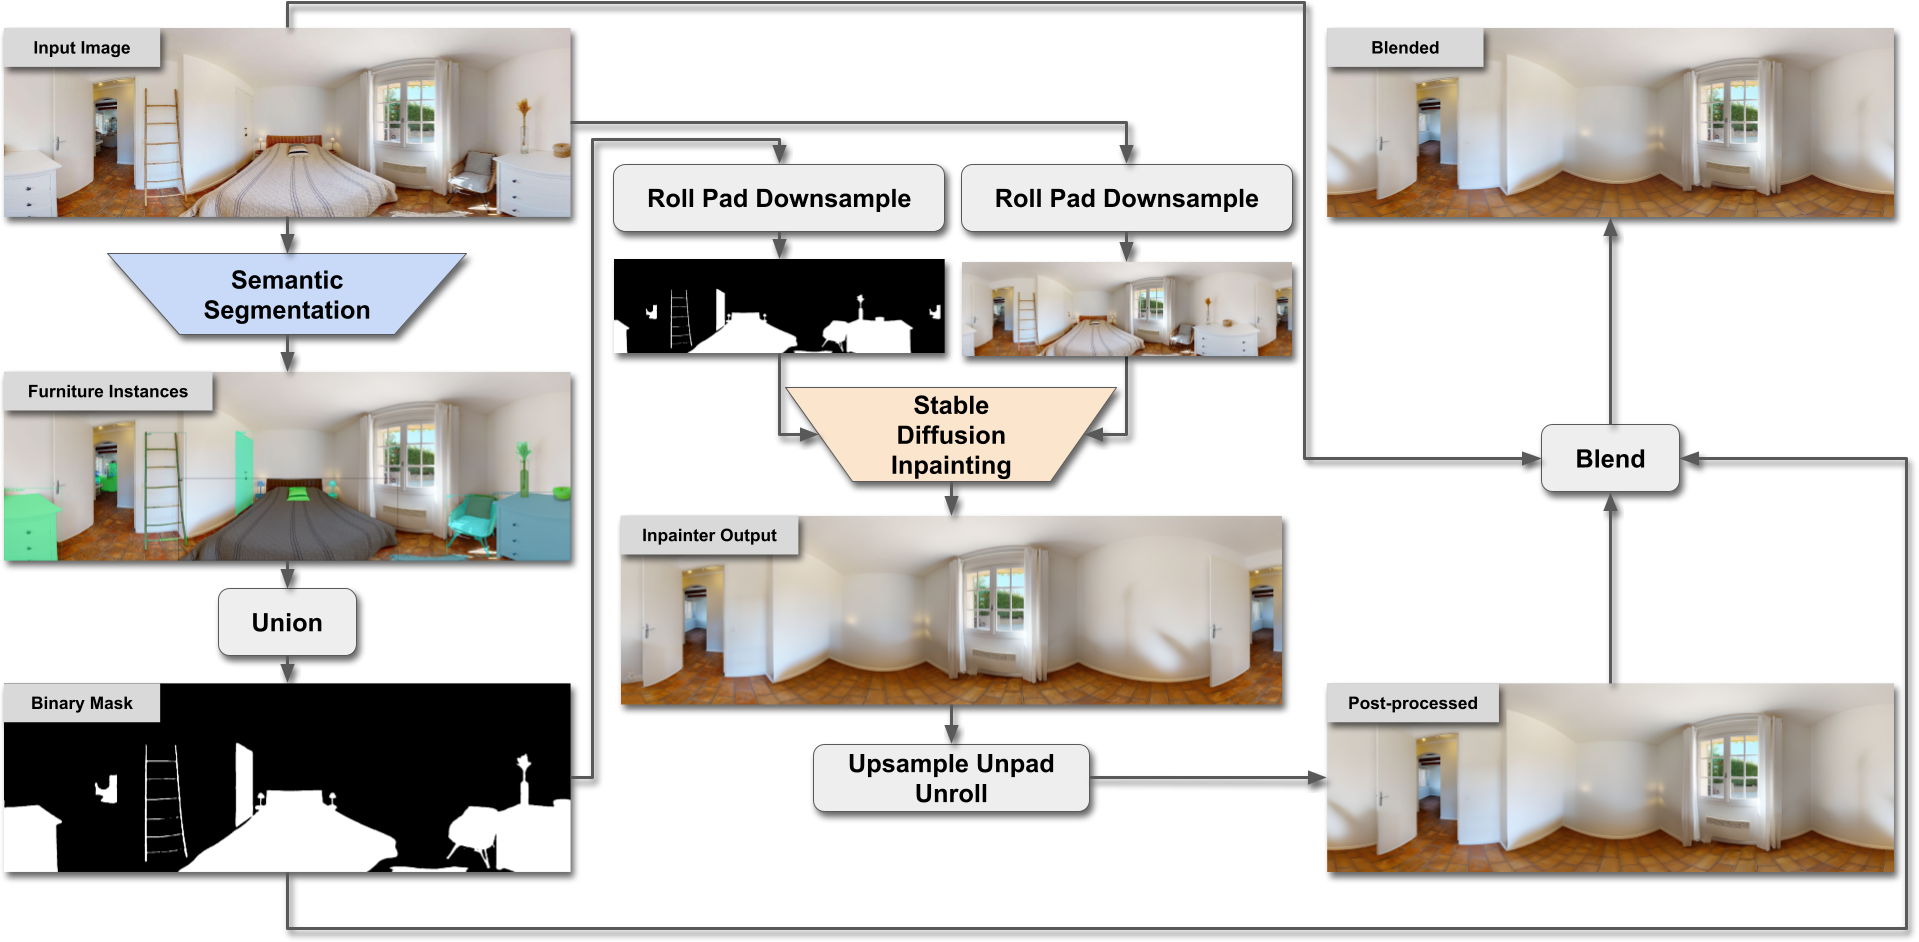 Input Image
Semantic
Segmentation
Furniture Instances
Union
Binary Mask
Roll Pad Downsample
Roll Pad Downsample
Stable
Diffusion
Inpainting
Inpainter Output
Upsample Unpad
Unroll
Blended
Blend
Post-processed